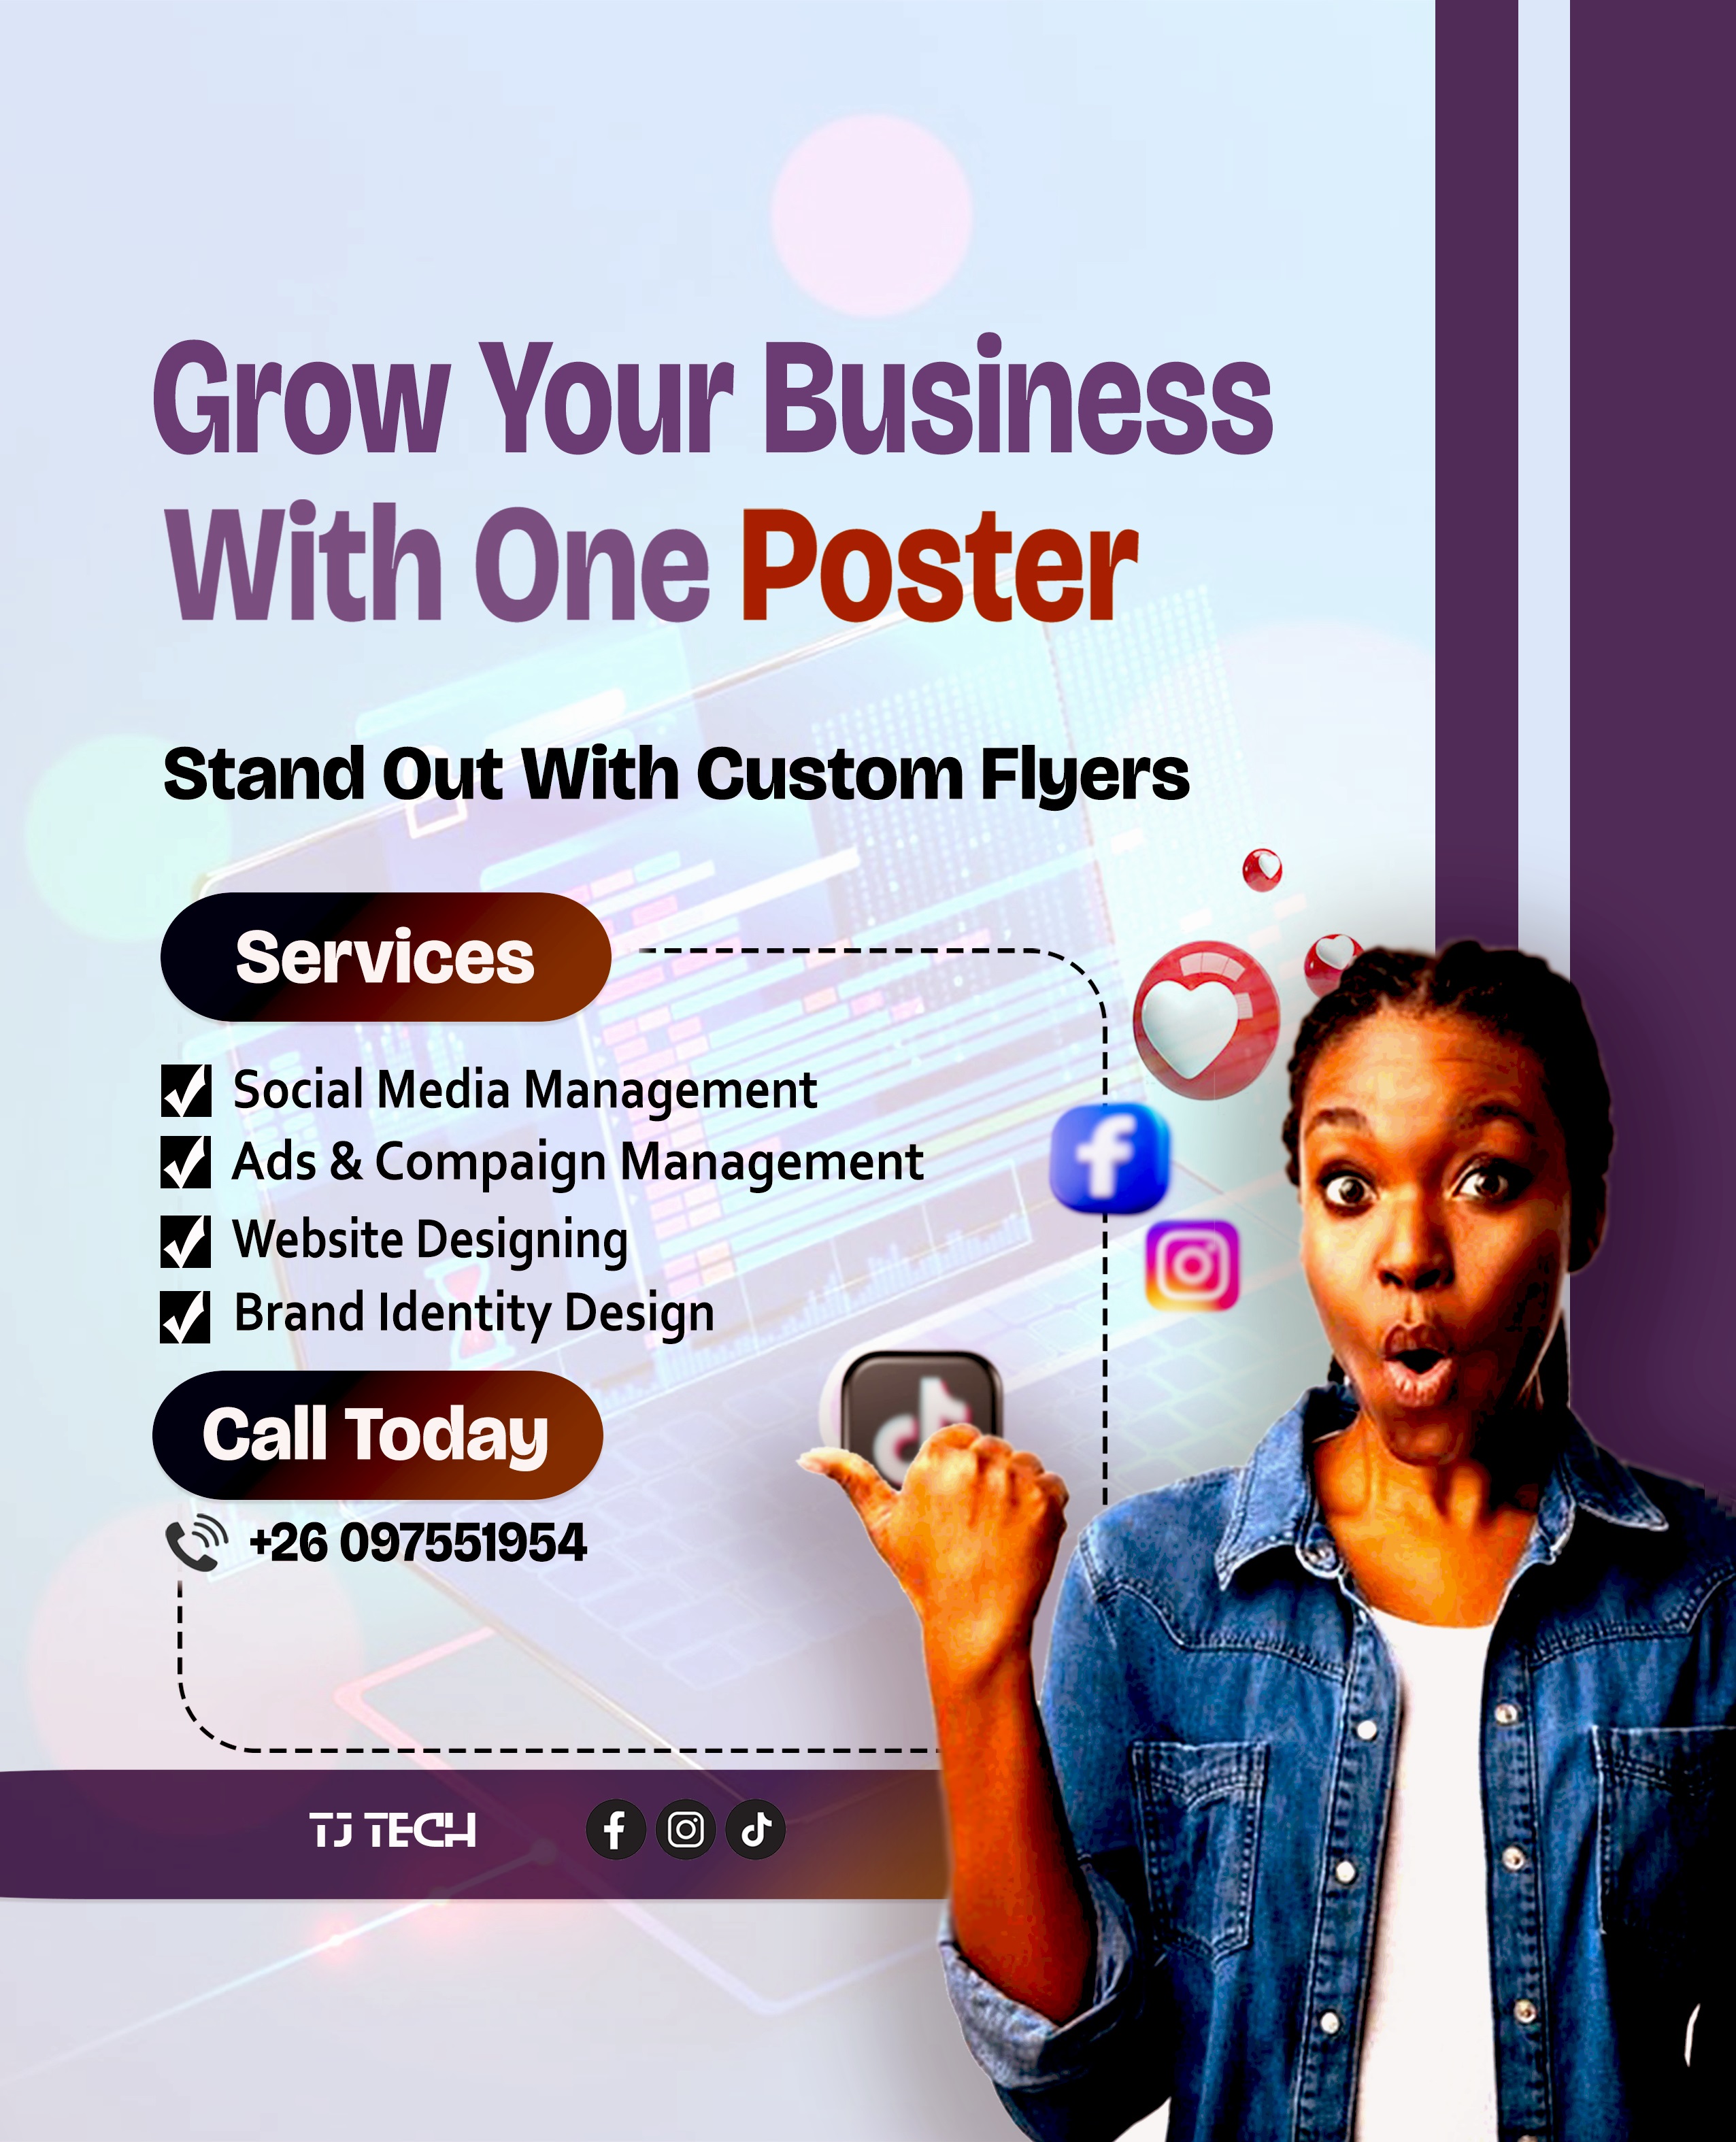 Grow Your Business
With One Poster
Stand Out With Custom Flyers
Services
Social Media Management
Ads & Compaign Management
Website Designing
Brand Identity Design
Call Today
+26 097551954
TJ TECH